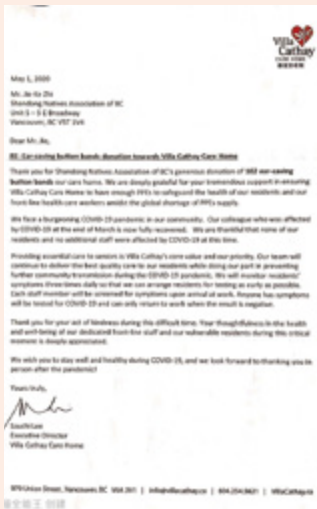 Villa
Cathay
CARE HOME
May 1, 2020
Shandong Natives Association of BC
Vancouver, BC V5T 1V4
RE: Ear-saving button bands donation towards Villa Cathay Care Home
Thank you for Shandong Natives Association of BC's generous donation of 102 ear-saving
button bands our care home. We are deeply grateful for your tremendous support in ensuring
Villa Cathay Care Home to have enough PPEs to safeguard the health of our residents and our
front-line health care workers amidst the global shortage of PPEs supply.
We face a burgeoning COVID-19 pandemic in our community. Our colleague who was affected
by COVID-19 at the end of March is now fully recovered. We are thankful that none of our
residents and no additional staff were affected by COVID-19 at this time.
Providing essential care to seniors is Villa Cathay's core value and our priority. Our team will
continue to deliver the best quality care to our residents while doing our part in preventing
further community transmission during the COVID-19 pandemic. We will monitor residents'
symptoms three times daily so that we can arrange residents for testing as early as possible.
Each staff member will be screened for symptoms upon arrival at work. Anyone has symptoms
will be tested for COVID-19 and can only return to work when the result is negative.
Thank you for your act of kindness during this difficult time. Your thoughtfulness in the health
and well-being of our dedicated front-line staff and our vulnerable residents during this critical
moment is deeply appreciated.
We wish you to stay well and healthy during COVID-19, and we look forward to thanking you in
person after the pandemic!
Yours truly,
Executive Director
Villa Cathay Care Home
970 Union Street, Vancouver, BC V6A 3V1 | info@villacathay.ca | 604.254.5621 | VillaCathay.ca